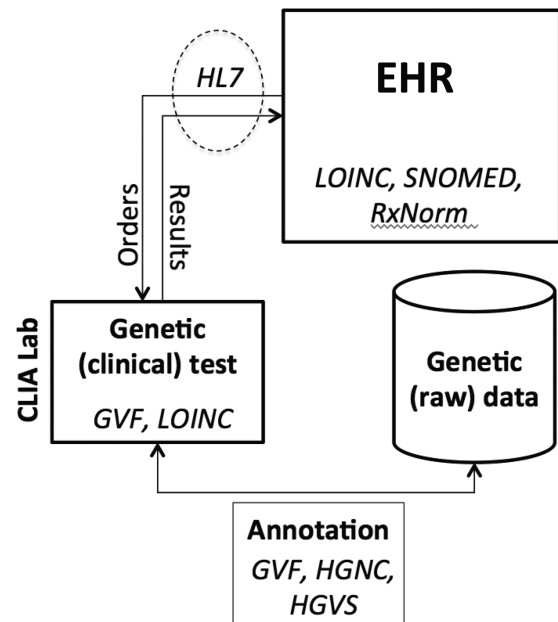 HL7
EHR
LOINC, SNOMED,
RxNorm
Orders
Results
CLIA Lab
Genetic
(clinical) test
GVF, LOINC
Genetic
(raw) data
Annotation
GVF, HGNC,
HGVS